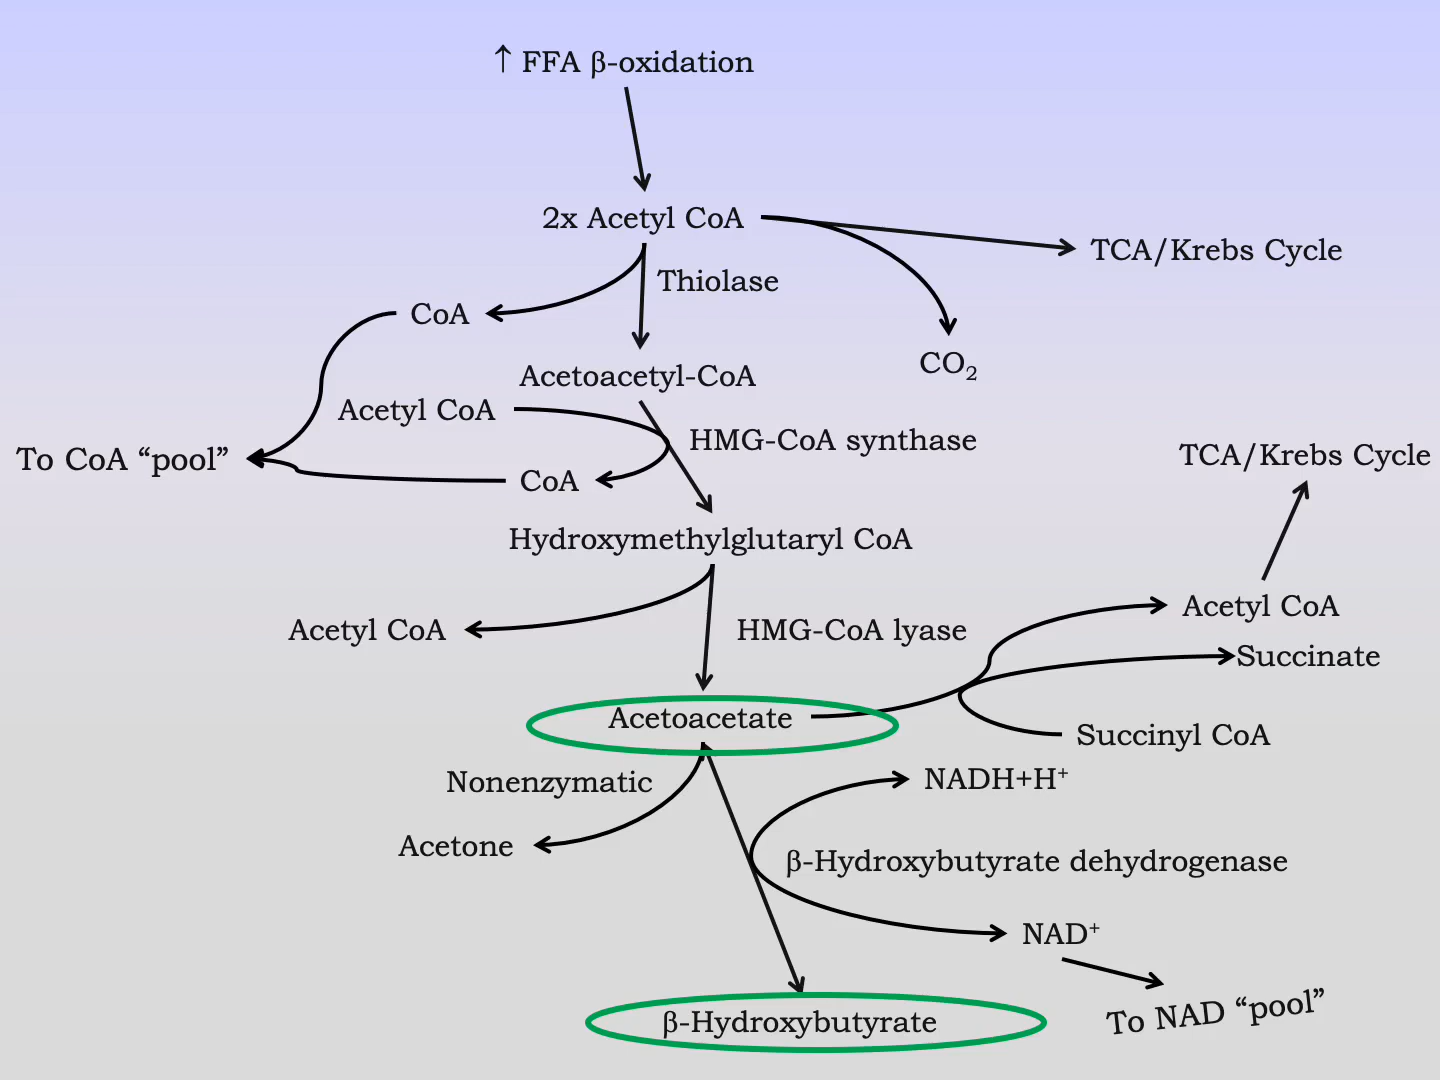 ↑ FFA β-oxidation
2x Acetyl CoA
TCA/Krebs Cycle
Thiolase
CoA
CO₂
Acetoacetyl-CoA
Acetyl CoA
HMG-CoA synthase
To CoA “pool”
TCA/Krebs Cycle
CoA
Hydroxymethylglutaryl CoA
Acetyl CoA
Acetyl CoA
HMG-CoA lyase
Succinate
Acetoacetate
Succinyl CoA
Nonenzymatic
NADH+H⁺
Acetone
β-Hydroxybutyrate dehydrogenase
NAD⁺
To NAD “pool”
β-Hydroxybutyrate